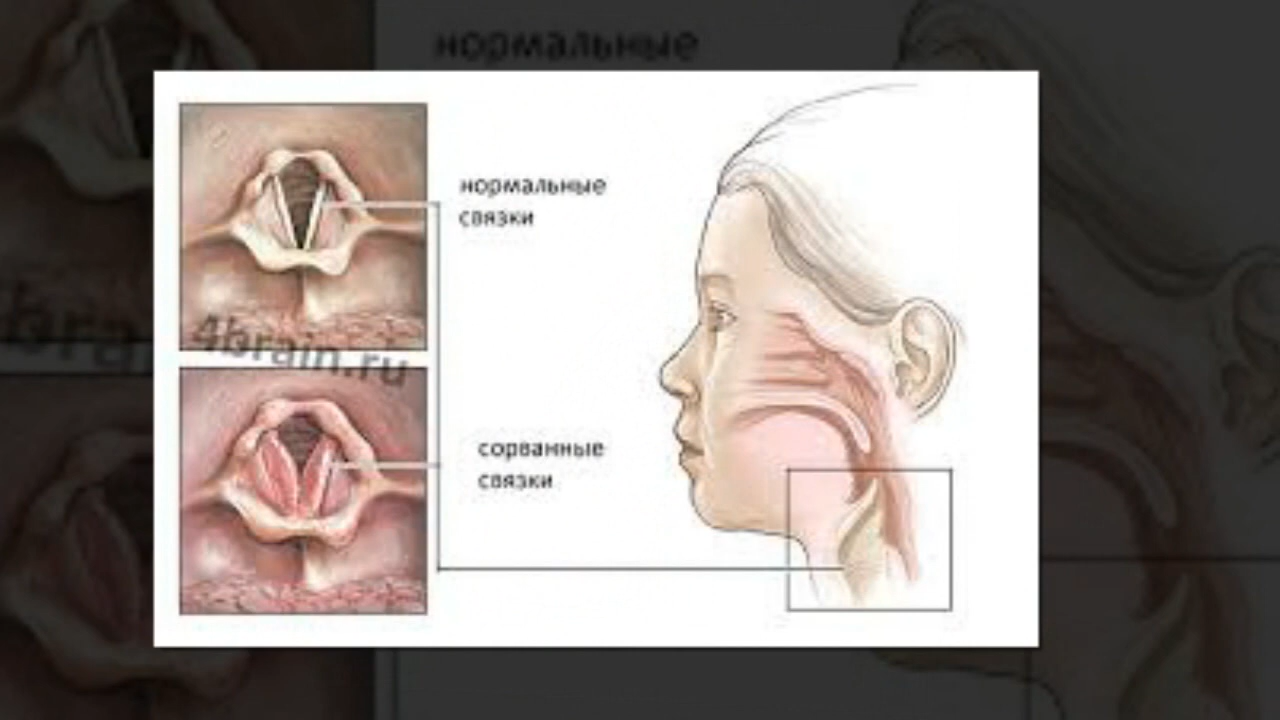 нормальные
нормальные
связки
4brain.ru
сорванные
связки